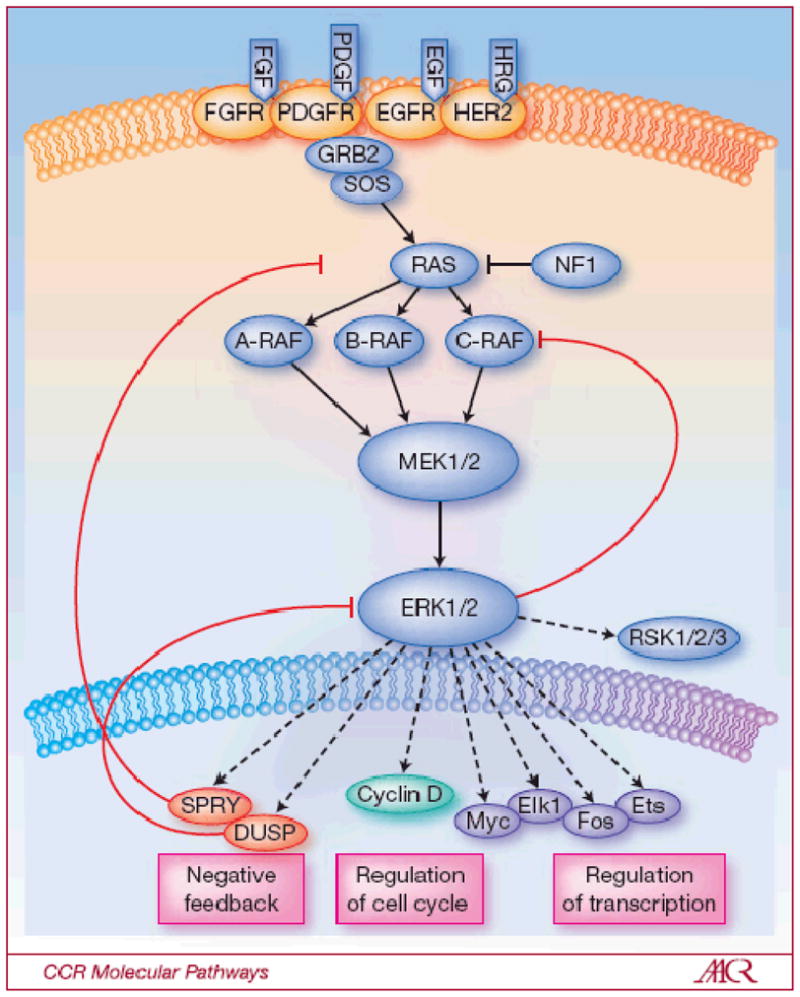 FGF
PDGF
EGF
HRG
FGFR
PDGFR
EGFR
HER2
GRB2
SOS
RAS
NF1
A-RAF
B-RAF
C-RAF
MEK1/2
ERK1/2
RSK1/2/3
SPRY
DUSP
Cyclin D
Myc
Elk1
Fos
Ets
Negative
feedback
Regulation
of cell cycle
Regulation
of transcription
CCR Molecular Pathways
AACR